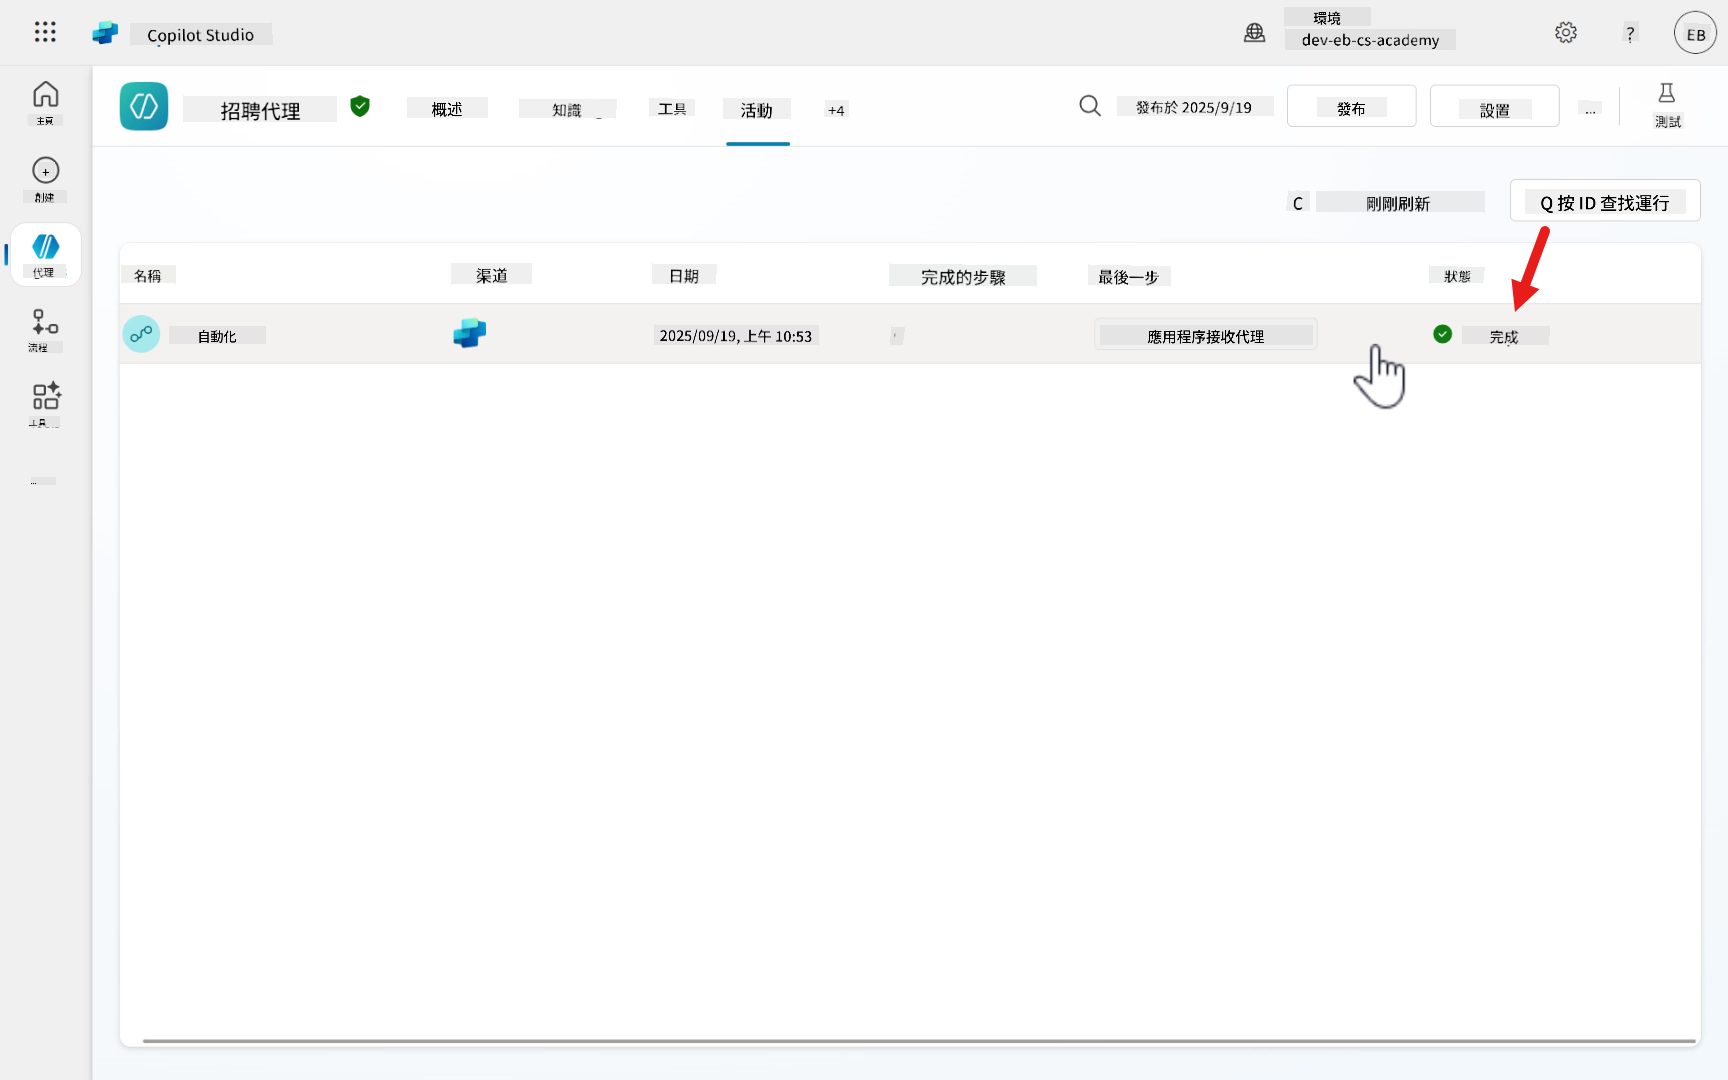 Copilot Studio
環境
dev-eb-cs-academy
?
EB
主頁
創建
代理
流程
工具
...
招聘代理
概述
知識
工具
活動
+4
發布於 2025/9/19
發布
設置
...
測試
C 剛剛刷新
Q 按 ID 查找運行
名稱 渠道 日期 完成的步驟 最後一步 狀態
自動化 2025/09/19, 上午 10:53 應用程序接收代理 完成